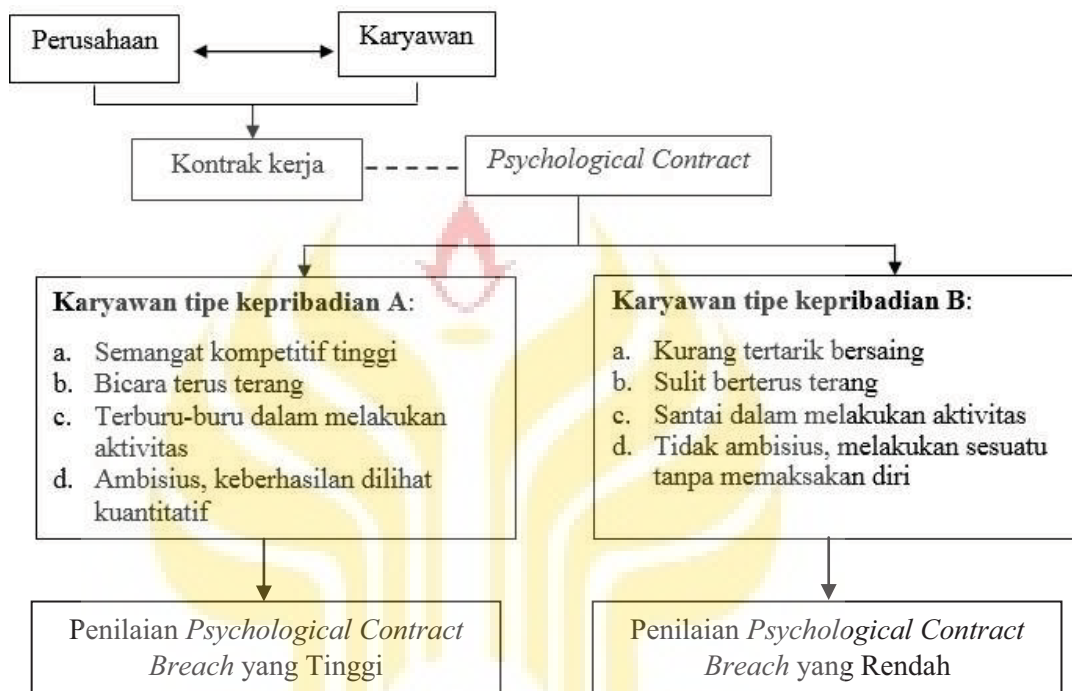 Perusahaan
Karyawan
Kontrak kerja
Psychological Contract
Karyawan tipe kepribadian A:
a. Semangat kompetitif tinggi
b. Bicara terus terang
c. Terburu-buru dalam melakukan
aktivitas
d. Ambisius, keberhasilan dilihat
kuantitatif
Karyawan tipe kepribadian B:
a. Kurang tertarik bersaing
b. Sulit berterus terang
c. Santai dalam melakukan aktivitas
d. Tidak ambisius, melakukan sesuatu
tanpa memaksakan diri
Penilaian Psychological Contract
Breach yang Tinggi
Penilaian Psychological Contract
Breach yang Rendah